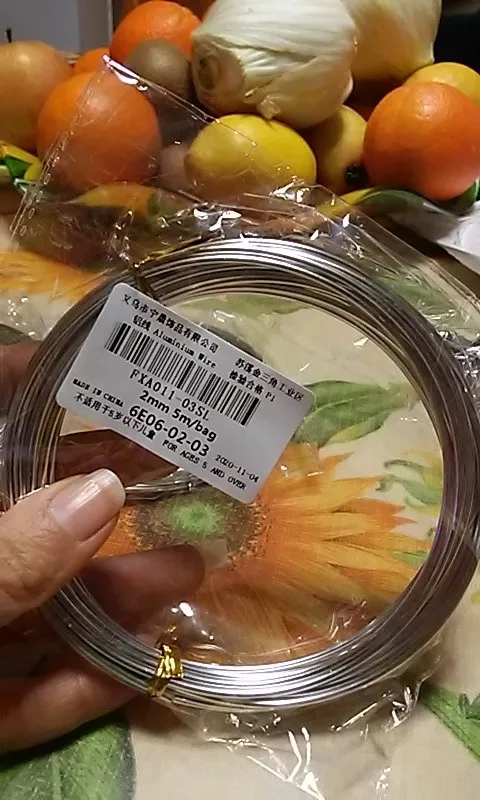 义乌市宁晨饰品有限公司 苏溪金三角工业区
铝线 Aluminium Wire 检验合格 P1
FXA011-03SL
2mm 5m/bag
MADE IN CHINA 6E06-02-03 2020-11-04
不适用于5岁以下儿童 FOR AGES 5 AND OVER